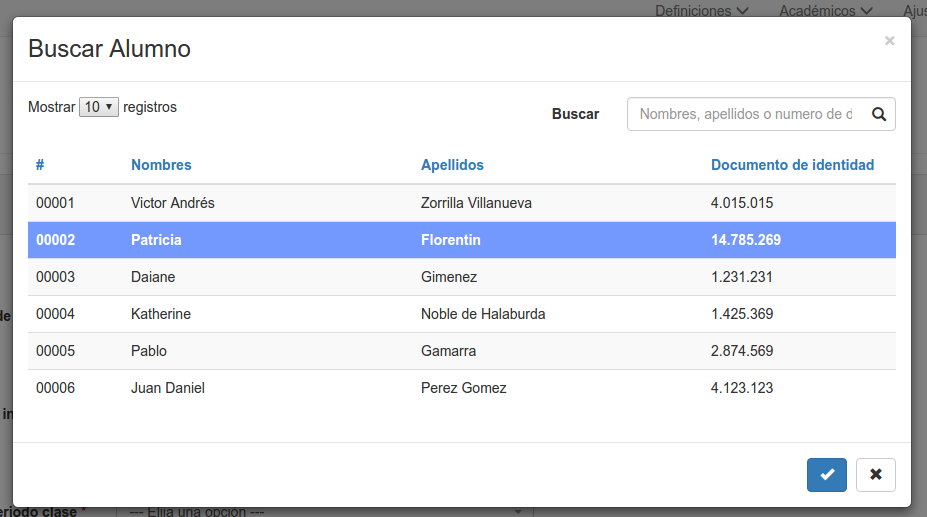 Definiciones Académicos Ajus
Buscar Alumno ×
Mostrar 10 registros
Buscar Nombres, apellidos o numero de d
# Nombres Apellidos Documento de identidad
00001 Victor Andrés Zorrilla Villanueva 4.015.015
00002 Patricia Florentin 14.785.269
00003 Daiane Gimenez 1.231.231
de
00004 Katherine Noble de Halaburda 1.425.369
00005 Pablo Gamarra 2.874.569
00006 Juan Daniel Perez Gomez 4.123.123
in
eriodo clase * --- Elija una opción ---